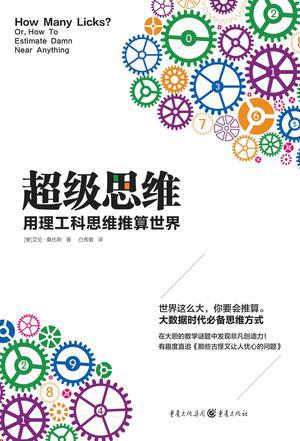 How Many Licks?
Or, How To
Estimate Damn
Near Anything
超级思维
用理工科思维推算世界
[美]艾伦·桑托斯 著 白秀敏 译
世界这么大，你要会推算。
大数据时代必备思维方式
在大胆的数学谜题中发现非凡创造力！
有趣度直追《那些古怪又让人忧心的问题》
重庆出版集团 重庆出版社